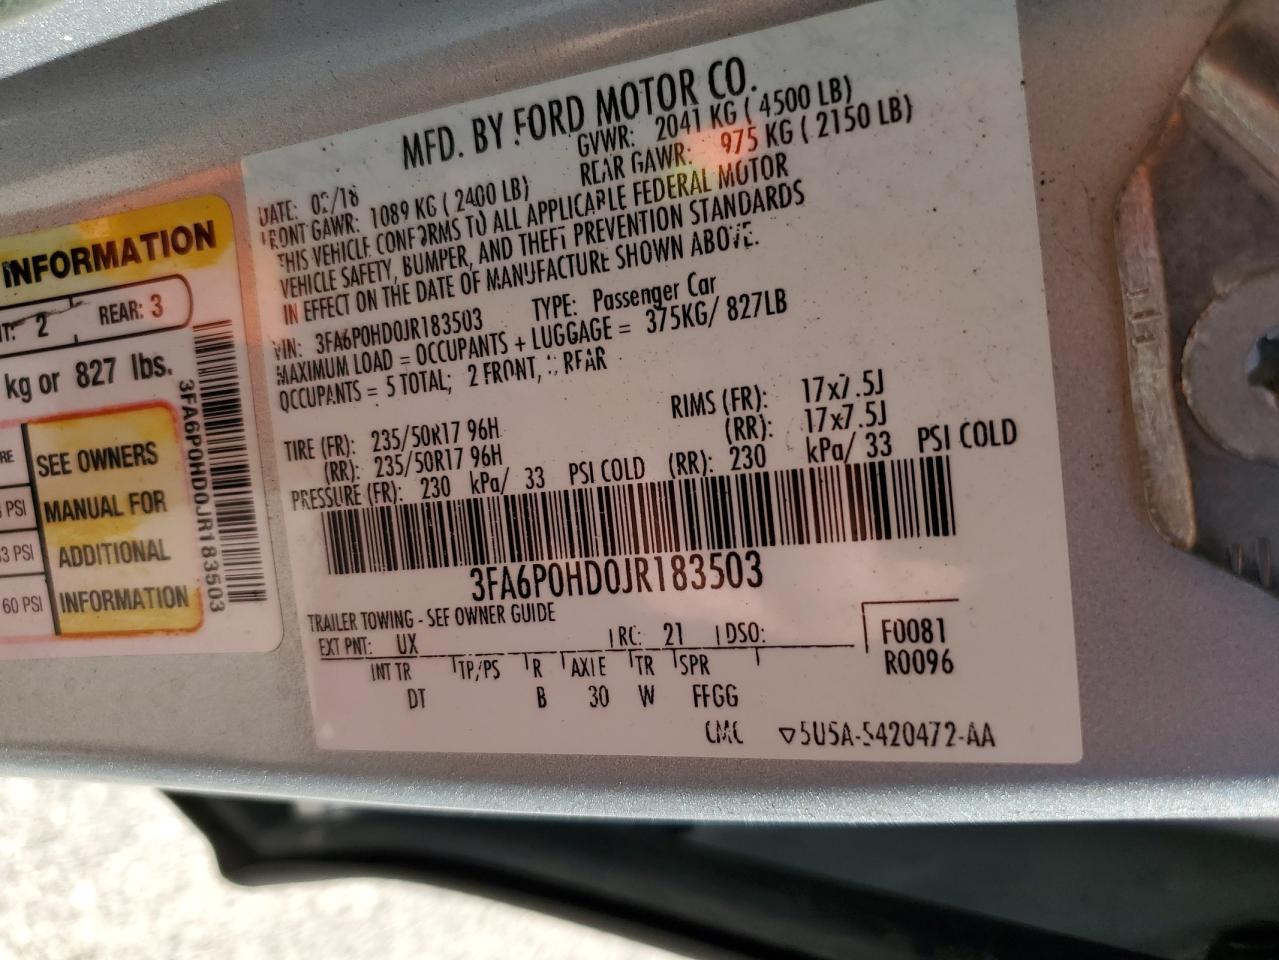 MFD. BY FORD MOTOR CO.
GVWR: 2041 KG ( 4500 LB)
DATE: /18
FRONT GAWR: 1089 KG ( 2400 LB) REAR GAWR: 975 KG ( 2150 LB)
THIS VEHICLE CONFORMS TO ALL APPLICABLE FEDERAL MOTOR
VEHICLE SAFETY, BUMPER, AND THEFT PREVENTION STANDARDS
IN EFFECT ON THE DATE OF MANUFACTURE SHOWN ABOVE.
VIN: 3FA6P0HD0JR183503 TYPE: Passenger Car
MAXIMUM LOAD = OCCUPANTS + LUGGAGE = 375KG/ 827LB
OCCUPANTS = 5 TOTAL; 2 FRONT, REAR
TIRE (FR): 235/50R17 96H RIMS (FR): 17x7.5J
(RR): 235/50R17 96H (RR): 17x7.5J
PRESSURE (FR): 230 kPa/ 33 PSI COLD (RR): 230 kPa/ 33 PSI COLD
3FA6P0HD0JR183503
TRAILER TOWING - SEE OWNER GUIDE
EXT PNT: UX RC: 21 DSO: F0081
INT TR TP/PS R AXLE TR SPR R0096
DT B 30 W FFGG
CMC ▽5U5A-5420472-AA
INFORMATION
2 REAR: 3
kg or 827 lbs.
SEE OWNERS
PSI MANUAL FOR
PSI ADDITIONAL
60 PSI INFORMATION
3FA6P0HD0JR183503